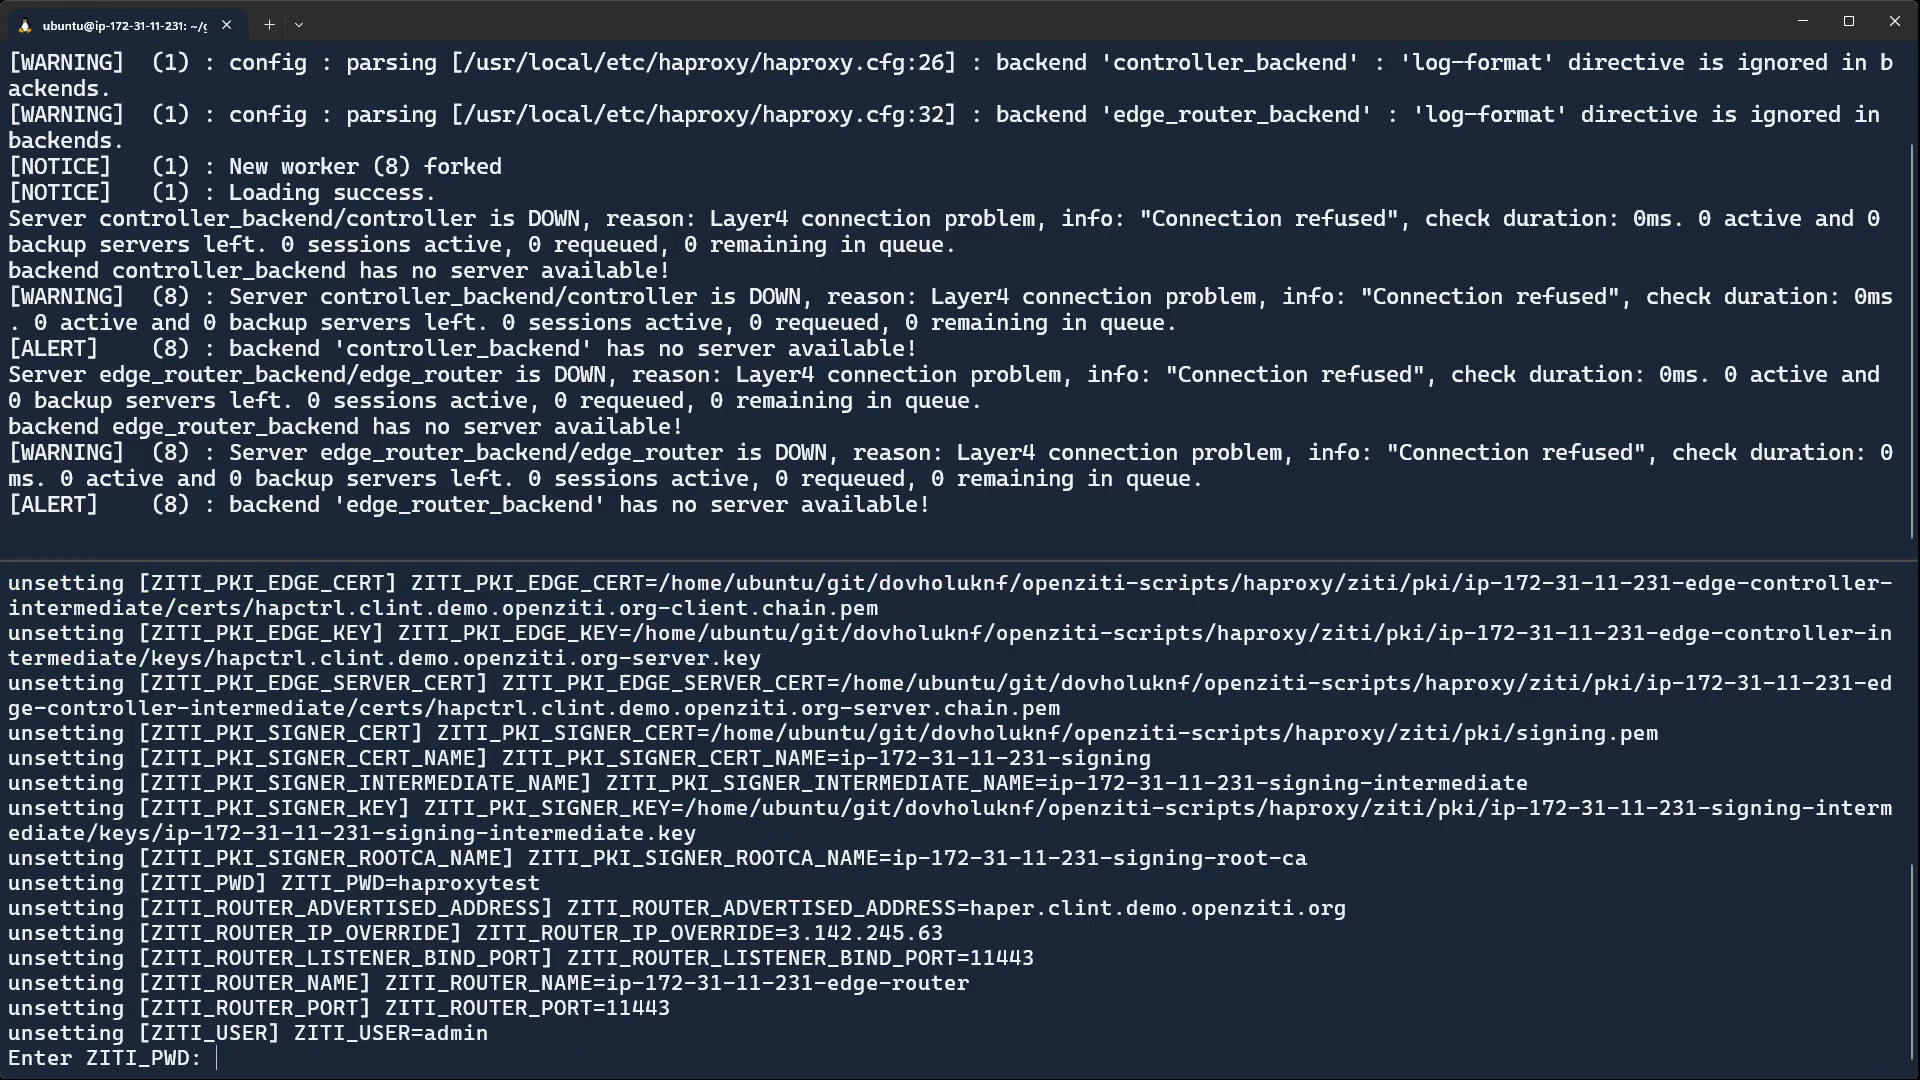 ubuntu@ip-172-31-11-231: ~/g
[WARNING]  (1) : config : parsing [/usr/local/etc/haproxy/haproxy.cfg:26] : backend 'controller_backend' : 'log-format' directive is ignored in b
ackends.
[WARNING]  (1) : config : parsing [/usr/local/etc/haproxy/haproxy.cfg:32] : backend 'edge_router_backend' : 'log-format' directive is ignored in
backends.
[NOTICE]   (1) : New worker (8) forked
[NOTICE]   (1) : Loading success.
Server controller_backend/controller is DOWN, reason: Layer4 connection problem, info: "Connection refused", check duration: 0ms. 0 active and 0
backup servers left. 0 sessions active, 0 requeued, 0 remaining in queue.
backend controller_backend has no server available!
[WARNING]  (8) : Server controller_backend/controller is DOWN, reason: Layer4 connection problem, info: "Connection refused", check duration: 0ms
. 0 active and 0 backup servers left. 0 sessions active, 0 requeued, 0 remaining in queue.
[ALERT]    (8) : backend 'controller_backend' has no server available!
Server edge_router_backend/edge_router is DOWN, reason: Layer4 connection problem, info: "Connection refused", check duration: 0ms. 0 active and
0 backup servers left. 0 sessions active, 0 requeued, 0 remaining in queue.
backend edge_router_backend has no server available!
[WARNING]  (8) : Server edge_router_backend/edge_router is DOWN, reason: Layer4 connection problem, info: "Connection refused", check duration: 0
ms. 0 active and 0 backup servers left. 0 sessions active, 0 requeued, 0 remaining in queue.
[ALERT]    (8) : backend 'edge_router_backend' has no server available!
unsetting [ZITI_PKI_EDGE_CERT] ZITI_PKI_EDGE_CERT=/home/ubuntu/git/dovholuknf/openziti-scripts/haproxy/ziti/pki/ip-172-31-11-231-edge-controller-
intermediate/certs/hapctrl.clint.demo.openziti.org-client.chain.pem
unsetting [ZITI_PKI_EDGE_KEY] ZITI_PKI_EDGE_KEY=/home/ubuntu/git/dovholuknf/openziti-scripts/haproxy/ziti/pki/ip-172-31-11-231-edge-controller-in
termediate/keys/hapctrl.clint.demo.openziti.org-server.key
unsetting [ZITI_PKI_EDGE_SERVER_CERT] ZITI_PKI_EDGE_SERVER_CERT=/home/ubuntu/git/dovholuknf/openziti-scripts/haproxy/ziti/pki/ip-172-31-11-231-ed
ge-controller-intermediate/certs/hapctrl.clint.demo.openziti.org-server.chain.pem
unsetting [ZITI_PKI_SIGNER_CERT] ZITI_PKI_SIGNER_CERT=/home/ubuntu/git/dovholuknf/openziti-scripts/haproxy/ziti/pki/signing.pem
unsetting [ZITI_PKI_SIGNER_CERT_NAME] ZITI_PKI_SIGNER_CERT_NAME=ip-172-31-11-231-signing
unsetting [ZITI_PKI_SIGNER_INTERMEDIATE_NAME] ZITI_PKI_SIGNER_INTERMEDIATE_NAME=ip-172-31-11-231-signing-intermediate
unsetting [ZITI_PKI_SIGNER_KEY] ZITI_PKI_SIGNER_KEY=/home/ubuntu/git/dovholuknf/openziti-scripts/haproxy/ziti/pki/ip-172-31-11-231-signing-interm
ediate/keys/ip-172-31-11-231-signing-intermediate.key
unsetting [ZITI_PKI_SIGNER_ROOTCA_NAME] ZITI_PKI_SIGNER_ROOTCA_NAME=ip-172-31-11-231-signing-root-ca
unsetting [ZITI_PWD] ZITI_PWD=haproxytest
unsetting [ZITI_ROUTER_ADVERTISED_ADDRESS] ZITI_ROUTER_ADVERTISED_ADDRESS=haper.clint.demo.openziti.org
unsetting [ZITI_ROUTER_IP_OVERRIDE] ZITI_ROUTER_IP_OVERRIDE=3.142.245.63
unsetting [ZITI_ROUTER_LISTENER_BIND_PORT] ZITI_ROUTER_LISTENER_BIND_PORT=11443
unsetting [ZITI_ROUTER_NAME] ZITI_ROUTER_NAME=ip-172-31-11-231-edge-router
unsetting [ZITI_ROUTER_PORT] ZITI_ROUTER_PORT=11443
unsetting [ZITI_USER] ZITI_USER=admin
Enter ZITI_PWD: